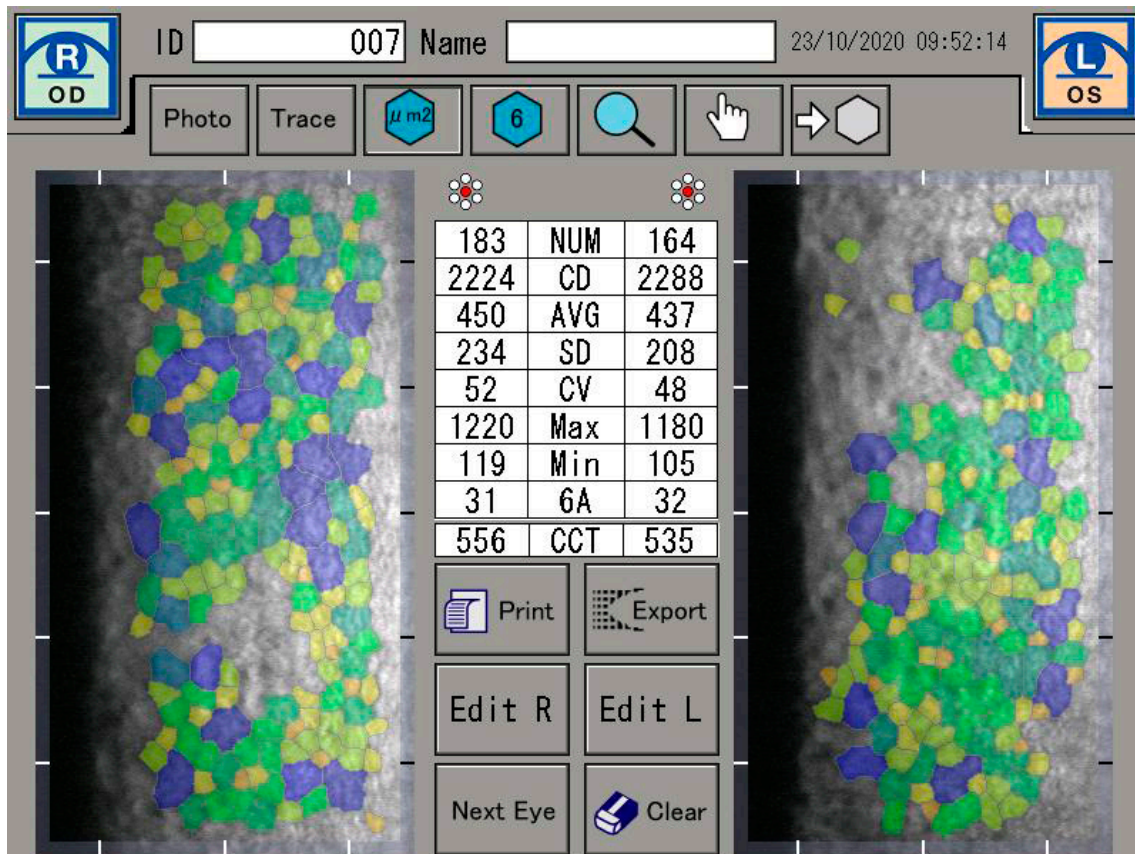 R OD
ID 007 Name 23/10/2020 09:52:14
L OS
Photo Trace μm2 6
183 NUM 164
2224 CD 2288
450 AVG 437
234 SD 208
52 CV 48
1220 Max 1180
119 Min 105
31 6A 32
556 CCT 535
Print Export
Edit R Edit L
Next Eye Clear